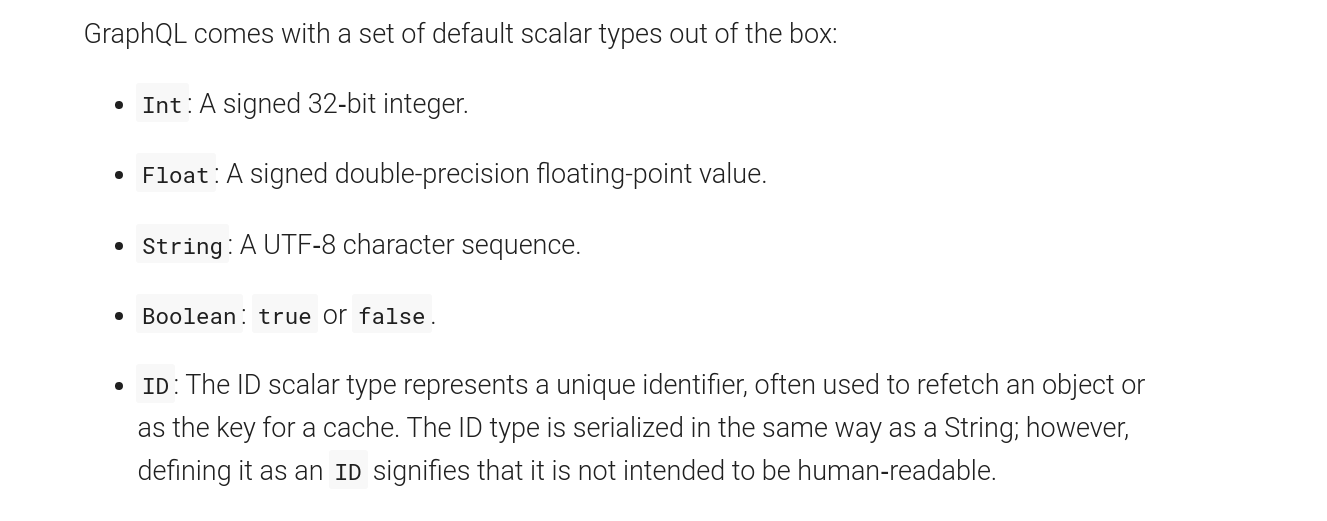 GraphQL comes with a set of default scalar types out of the box:
• Int: A signed 32-bit integer.
• Float: A signed double-precision floating-point value.
• String: A UTF-8 character sequence.
• Boolean: true or false.
• ID: The ID scalar type represents a unique identifier, often used to refetch an object or
as the key for a cache. The ID type is serialized in the same way as a String; however,
defining it as an ID signifies that it is not intended to be human-readable.